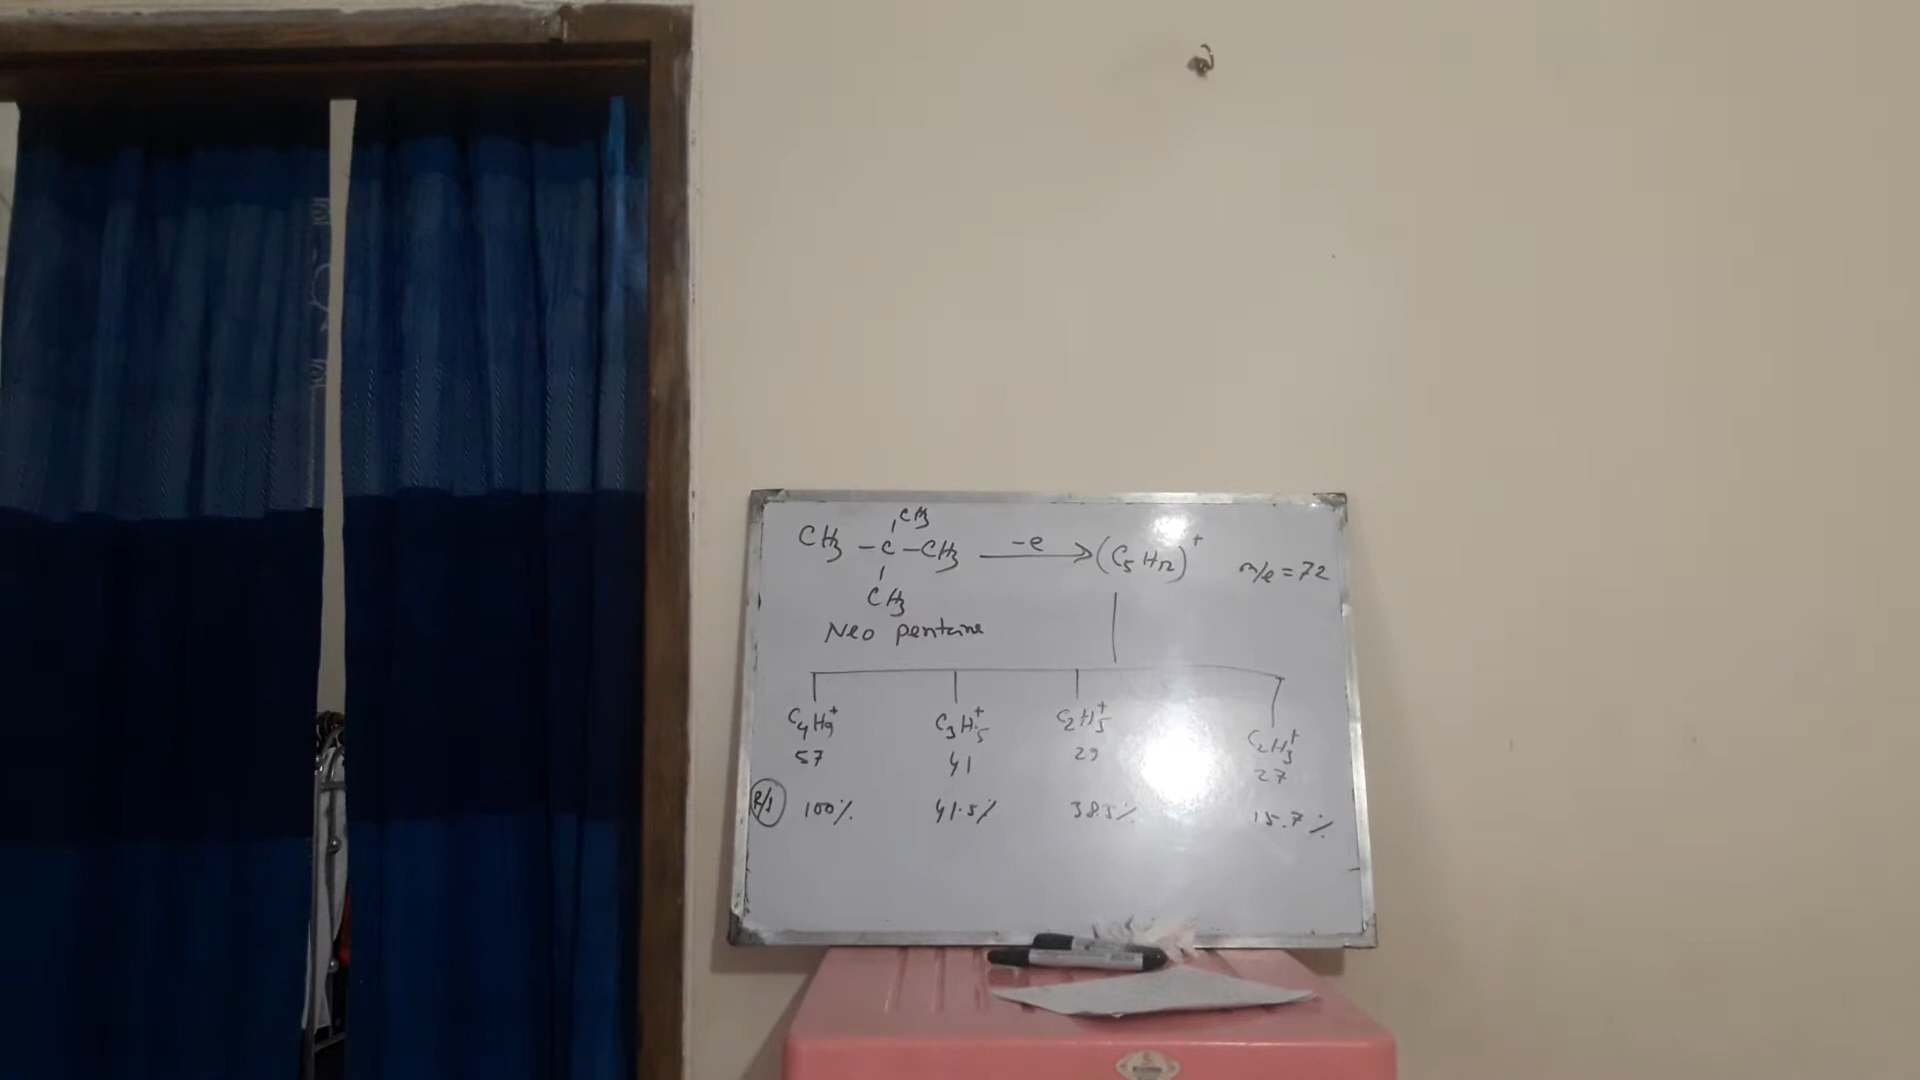 CH3
CH3 – C – CH3 –e → (C5H12)+ m/e = 72
CH3
Neo pentane
C4H9+ C3H5+ C2H5+ C2H3+
57 41 29 27
R/I 100% 41.5% 38.5% 15.7%